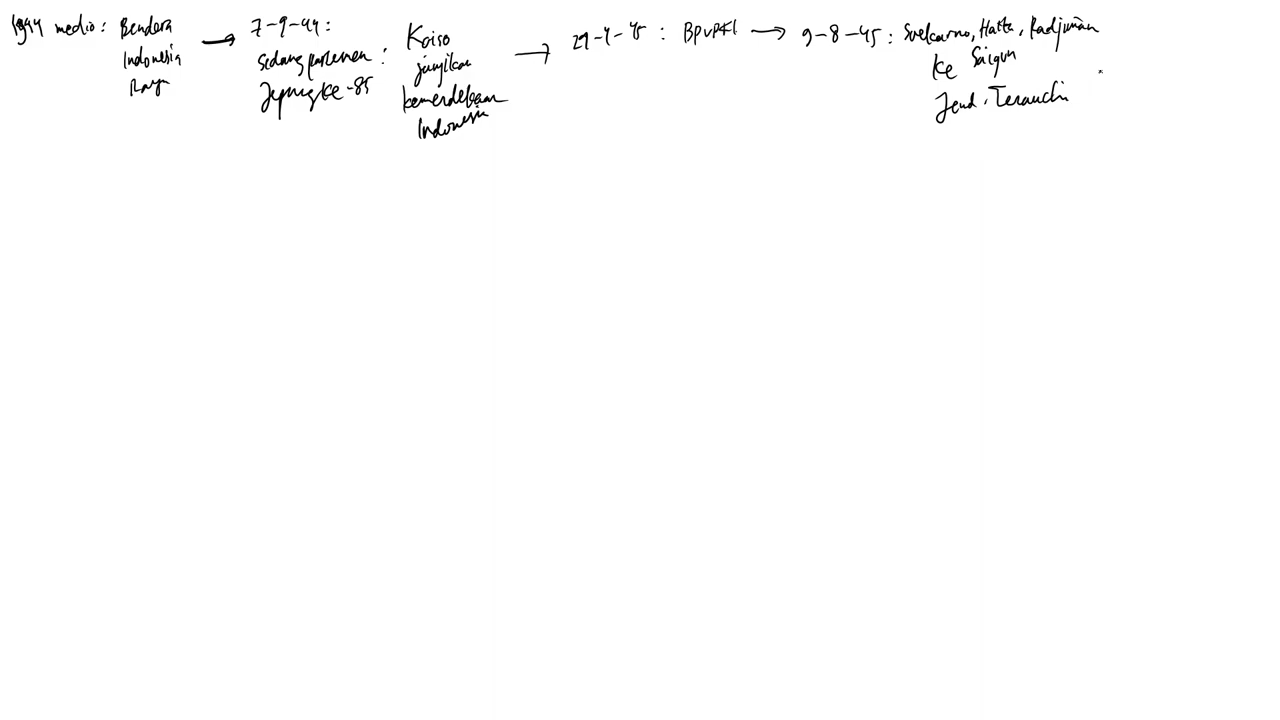 1944 medio: Bendera
Indonesia
Raya
→ 7-9-44:
sidang parlemen :
Jepang ke-85
Koiso
janjikan
kemerdekaan
Indonesia
→ 29-4-45 : BPUPKI → 9-8-45 : Soekarno, Hatta, Radjiman
ke Saigon
Jend. Terauchi